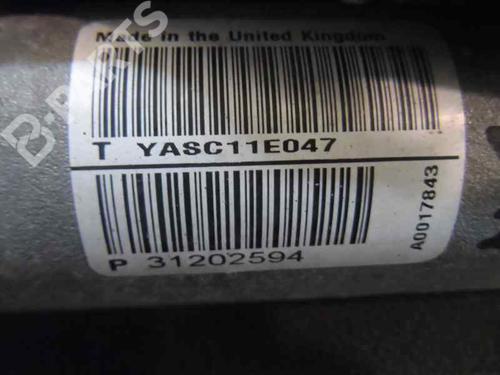 Made in the United Kingdom
T YASC11E047
P 31202594
A0017843
B-PARTS